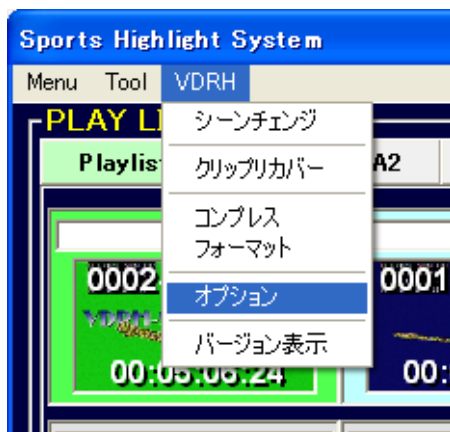 Sports Highlight System
Menu Tool VDRH
PLAY LI
Playlis
A2
シーンチェンジ
クリップリカバー
コンプレス
フォーマット
オプション
バージョン表示
0002
0001
00:05:06:24
00: